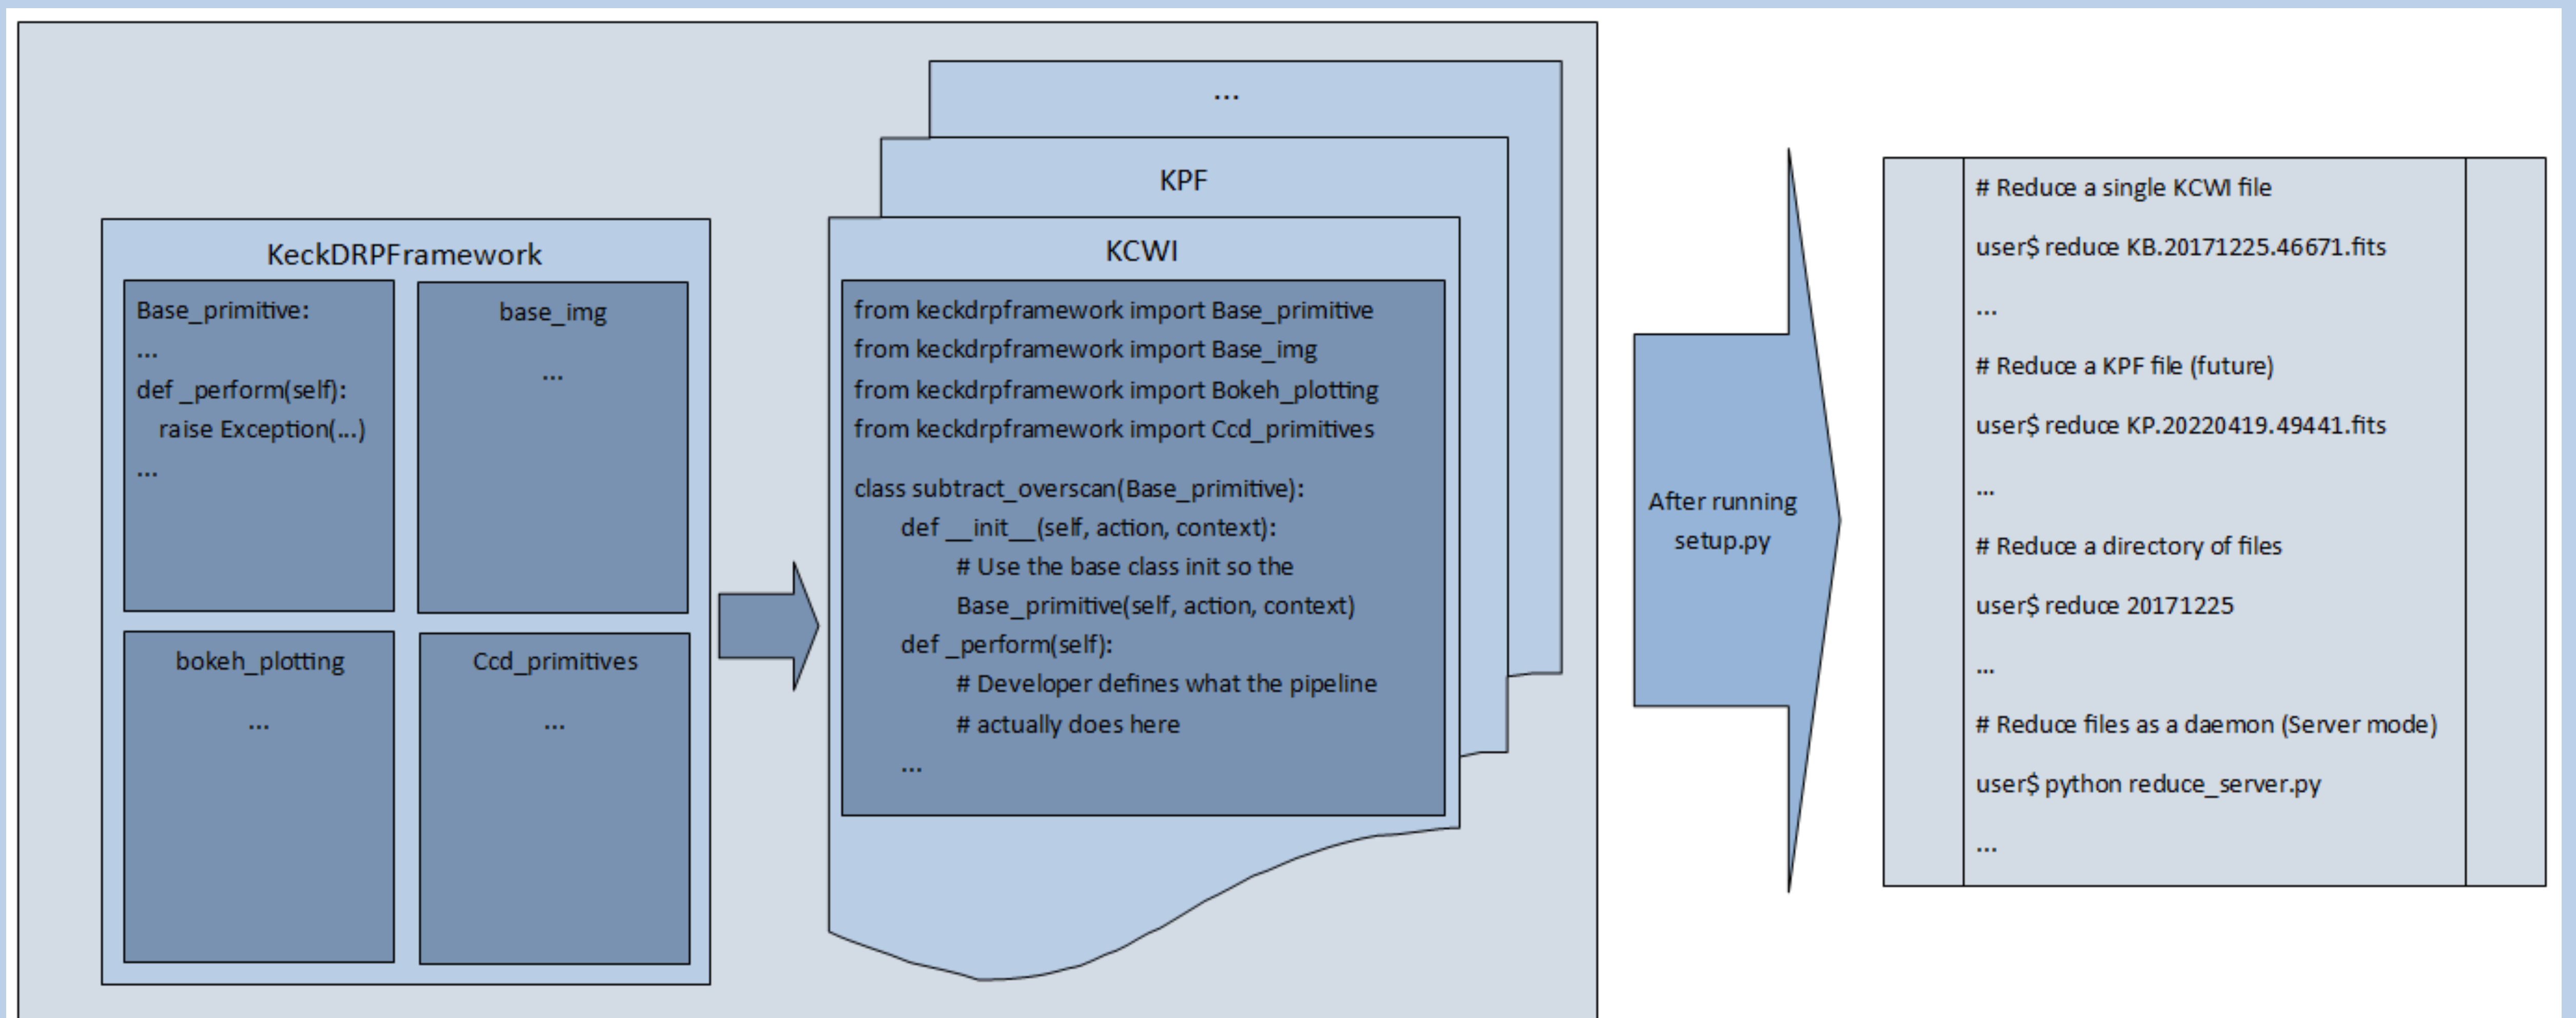 KeckDRPFramework
Base_primitive:
...
def _perform(self):
raise Exception(...)
...
base_img
...
bokeh_plotting
...
Ccd_primitives
...
...
KPF
KCWI
from keckdrpframework import Base_primitive
from keckdrpframework import Base_img
from keckdrpframework import Bokeh_plotting
from keckdrpframework import Ccd_primitives
class subtract_overscan(Base_primitive):
def __init__(self, action, context):
# Use the base class init so the
Base_primitive(self, action, context)
def _perform(self):
# Developer defines what the pipeline
# actually does here
...
After running
setup.py
# Reduce a single KCWI file
user$ reduce KB.20171225.46671.fits
...
# Reduce a KPF file (future)
user$ reduce KP.20220419.49441.fits
...
# Reduce a directory of files
user$ reduce 20171225
...
# Reduce files as a daemon (Server mode)
user$ python reduce_server.py
...